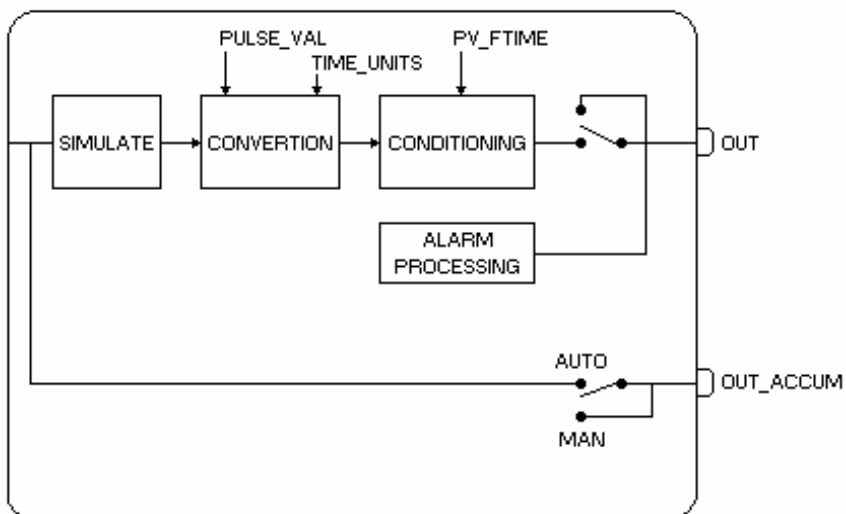 PULSE_VAL
PV_FTIME
TIME_UNITS
SIMULATE
CONVERTION
CONDITIONING
OUT
ALARM
PROCESSING
AUTO
OUT_ACCUM
MAN